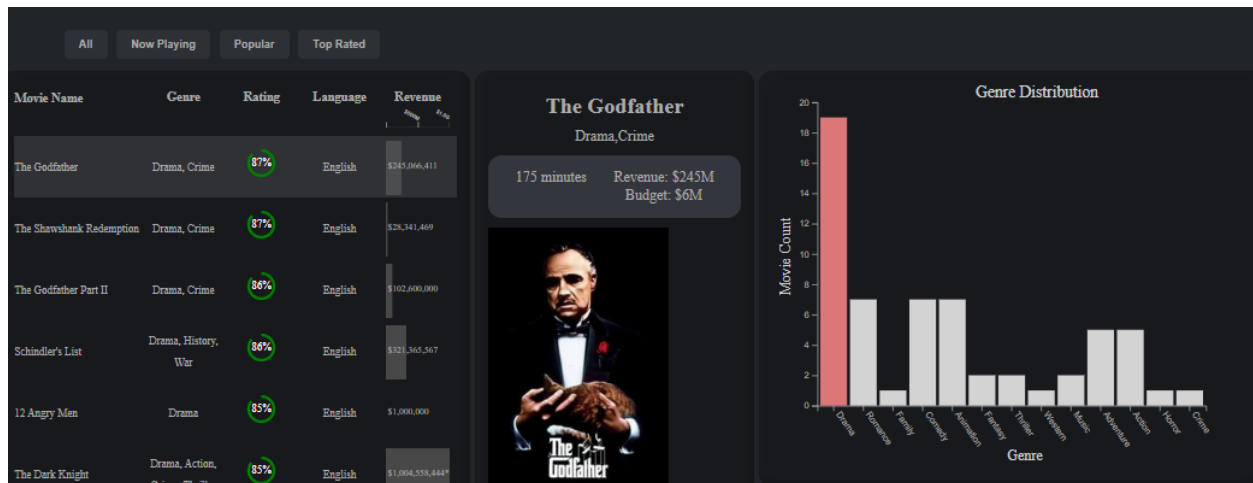 All Now Playing Popular Top Rated
Movie Name Genre Rating Language Revenue
$500M $1.0G
The Godfather Drama, Crime 87% English $245,066,411
The Shawshank Redemption Drama, Crime 87% English $28,341,469
The Godfather Part II Drama, Crime 86% English $102,600,000
Schindler's List Drama, History, War 86% English $321,365,567
12 Angry Men Drama 85% English $1,000,000
The Dark Knight Drama, Action, 85% English $1,004,558,444*
The Godfather
Drama,Crime
175 minutes Revenue: $245M
Budget: $6M
The
Godfather
Genre Distribution
Movie Count
20
18
16
14
12
10
8
6
4
2
0
Drama Romance Family Comedy Animation Fantasy Thriller Western Music Adventure Action Horror Crime
Genre